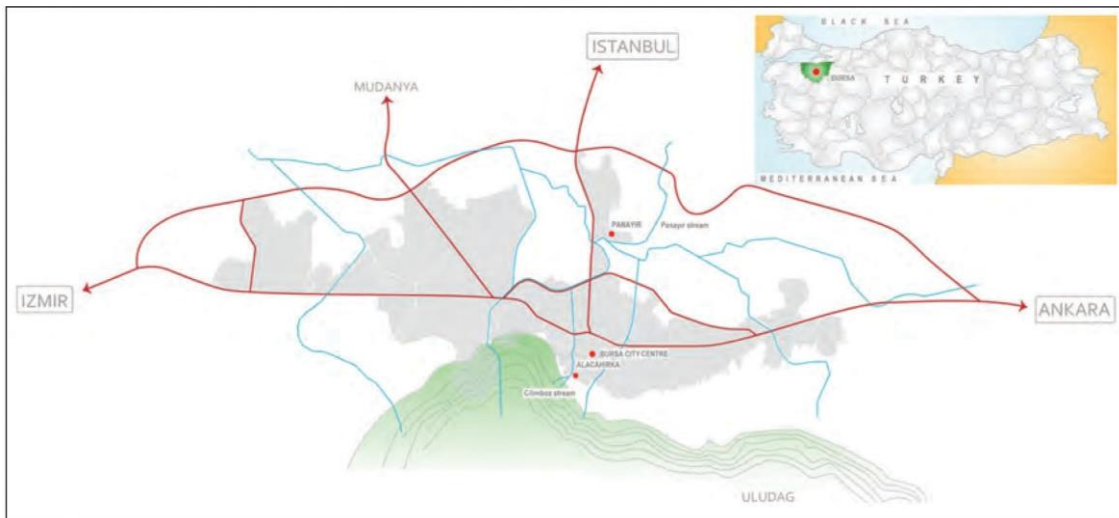 BLACK SEA
ISTANBUL
BURSA
TURKEY
MUDANYA
MEDITERRANEAN SEA
PANAYIR
Panayır stream
IZMIR
ANKARA
BURSA CITY CENTRE
ALACAHIRKA
Cilimboz stream
ULUDAG